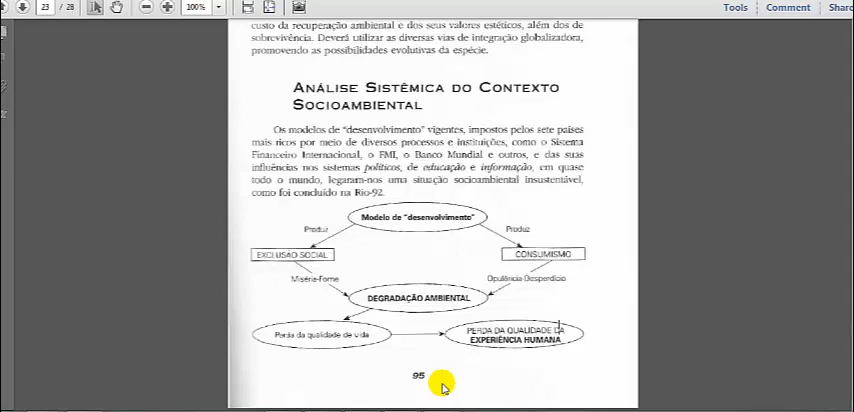 23 / 28
100%
Tools
Comment
Share
custo da recuperação ambiental e dos seus valores estéticos, além dos de
sobrevivência. Deverá utilizar as diversas vias de integração globalizadora,
promovendo as possibilidades evolutivas da espécie.
ANÁLISE SISTÊMICA DO CONTEXTO
SOCIOAMBIENTAL
Os modelos de "desenvolvimento" vigentes, impostos pelos sete países
mais ricos por meio de diversos processos e instituições, como o Sistema
Financeiro Internacional, o FMI, o Banco Mundial e outros, e das suas
influências nos sistemas políticos, de educação e informação, em quase
todo o mundo, legaram-nos uma situação socioambiental insustentável,
como foi concluído na Rio-92.
Modelo de "desenvolvimento"
Produz
Produz
EXCLUSÃO SOCIAL
CONSUMISMO
Miséria-Fome
Opulência-Desperdício
DEGRADAÇÃO AMBIENTAL
Perda da qualidade de vida
PERDA DA QUALIDADE DA
EXPERIÊNCIA HUMANA
95